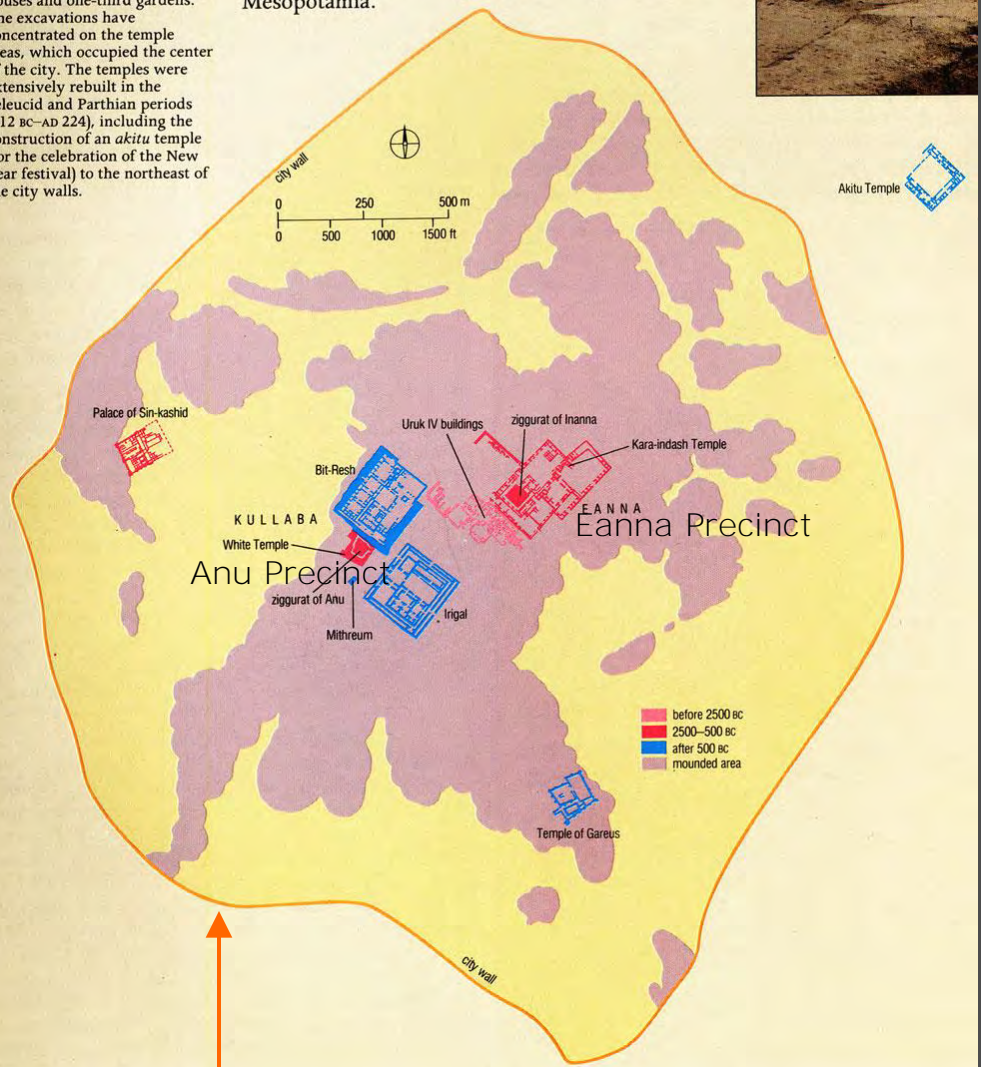 ouses and one-third gardens.
he excavations have
oncentrated on the temple
eas, which occupied the center
the city. The temples were
xtensively rebuilt in the
eleucid and Parthian periods
12 BC–AD 224), including the
onstruction of an akitu temple
or the celebration of the New
ear festival) to the northeast of
e city walls.
Mesopotamia.
city wall
0 250 500 m
0 500 1000 1500 ft
Akitu Temple
Palace of Sin-kashid
Uruk IV buildings
ziggurat of Inanna
Kara-indash Temple
Bit-Resh
EANNA
Eanna Precinct
KULLABA
White Temple
Anu Precinct
ziggurat of Anu
Irigal
Mithreum
before 2500 BC
2500–500 BC
after 500 BC
mounded area
Temple of Gareus
city wall